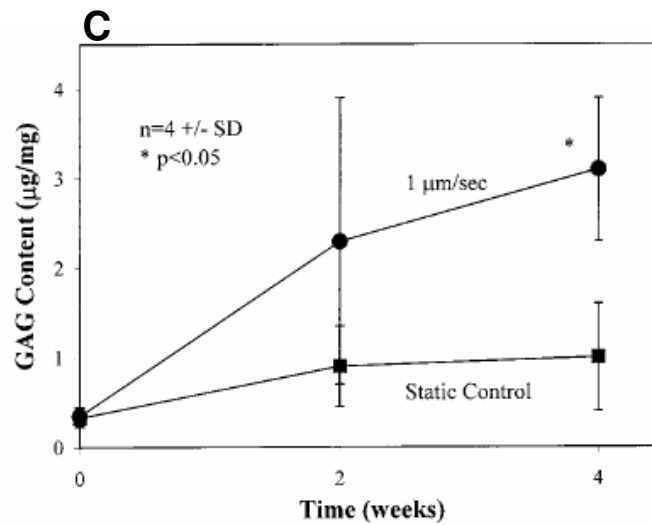 C
GAG Content (µg/mg)
4
3
2
1
0
n=4 +/- SD
* p<0.05
*
1 µm/sec
Static Control
0
2
4
Time (weeks)